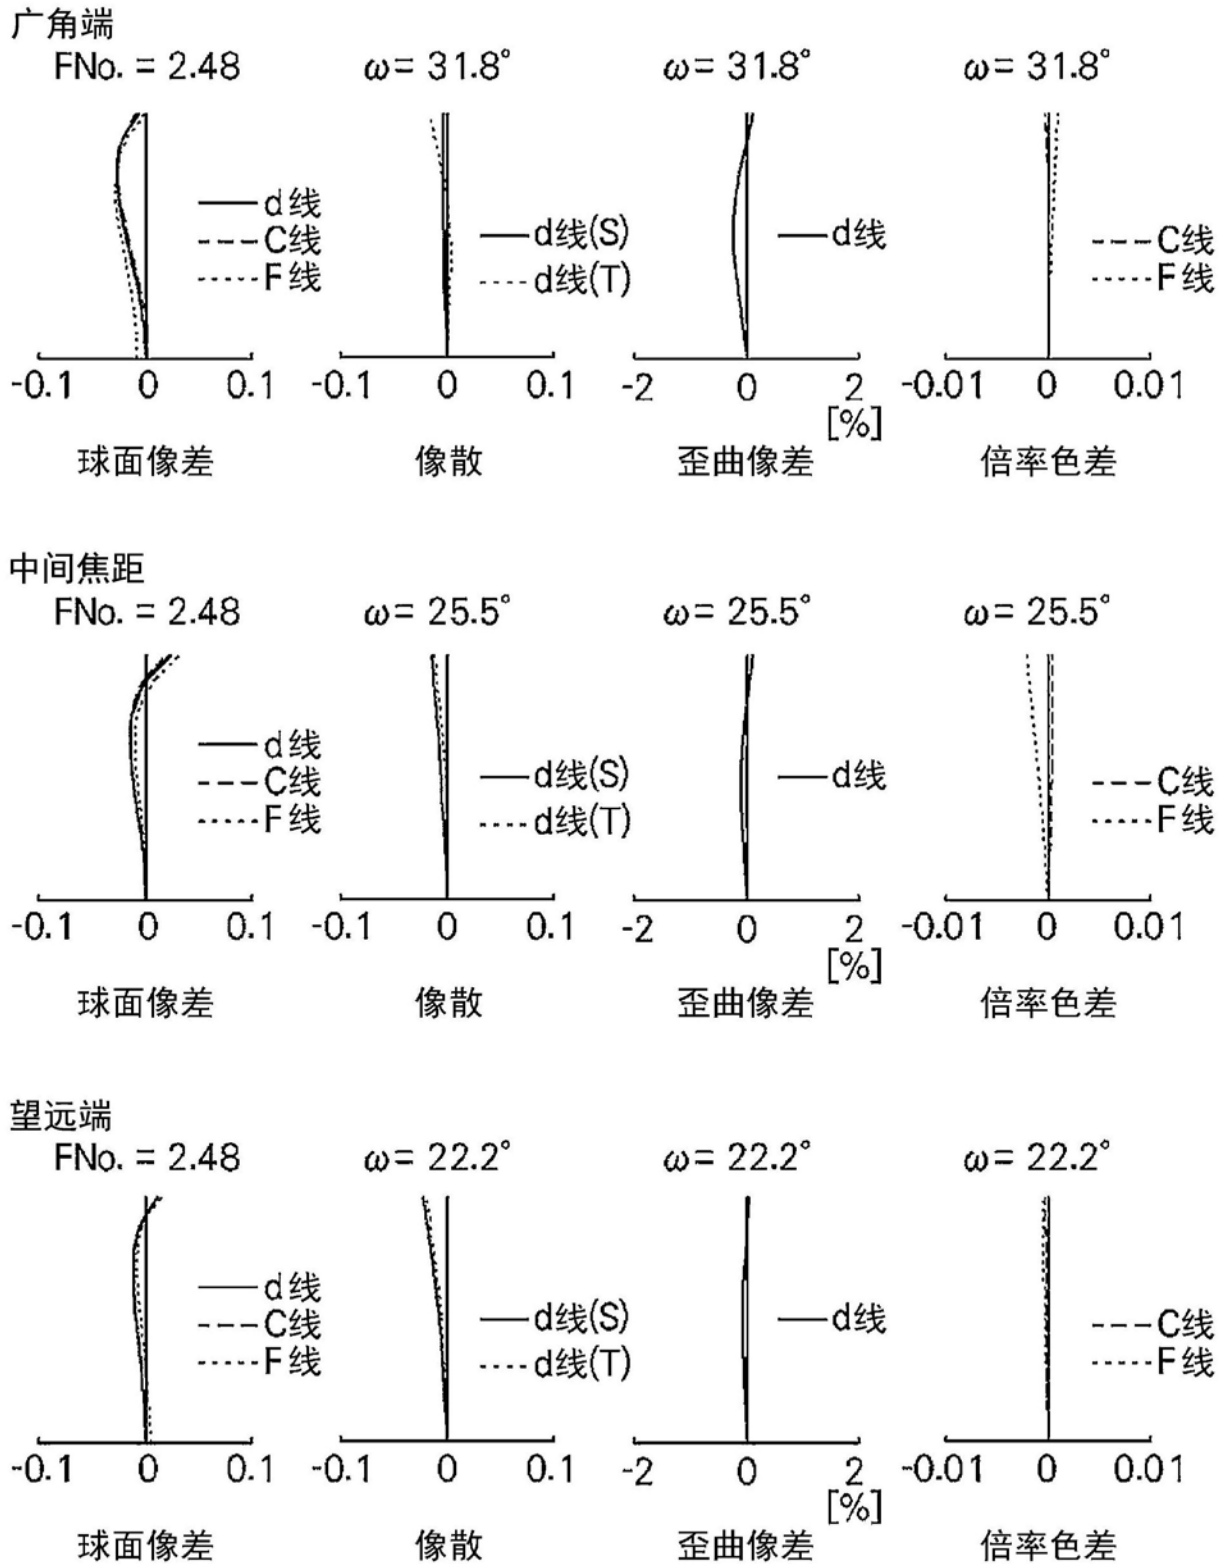 广角端
FNo. = 2.48 ω= 31.8° ω= 31.8° ω= 31.8°
d线
C线
F线
d线(S)
d线(T)
d线
C线
F线
-0.1 0 0.1 -0.1 0 0.1 -2 0 2 -0.01 0 0.01
[%]
球面像差 像散 歪曲像差 倍率色差
中间焦距
FNo. = 2.48 ω= 25.5° ω= 25.5° ω= 25.5°
d线
C线
F线
d线(S)
d线(T)
d线
C线
F线
-0.1 0 0.1 -0.1 0 0.1 -2 0 2 -0.01 0 0.01
[%]
球面像差 像散 歪曲像差 倍率色差
望远端
FNo. = 2.48 ω= 22.2° ω= 22.2° ω= 22.2°
d线
C线
F线
d线(S)
d线(T)
d线
C线
F线
-0.1 0 0.1 -0.1 0 0.1 -2 0 2 -0.01 0 0.01
[%]
球面像差 像散 歪曲像差 倍率色差